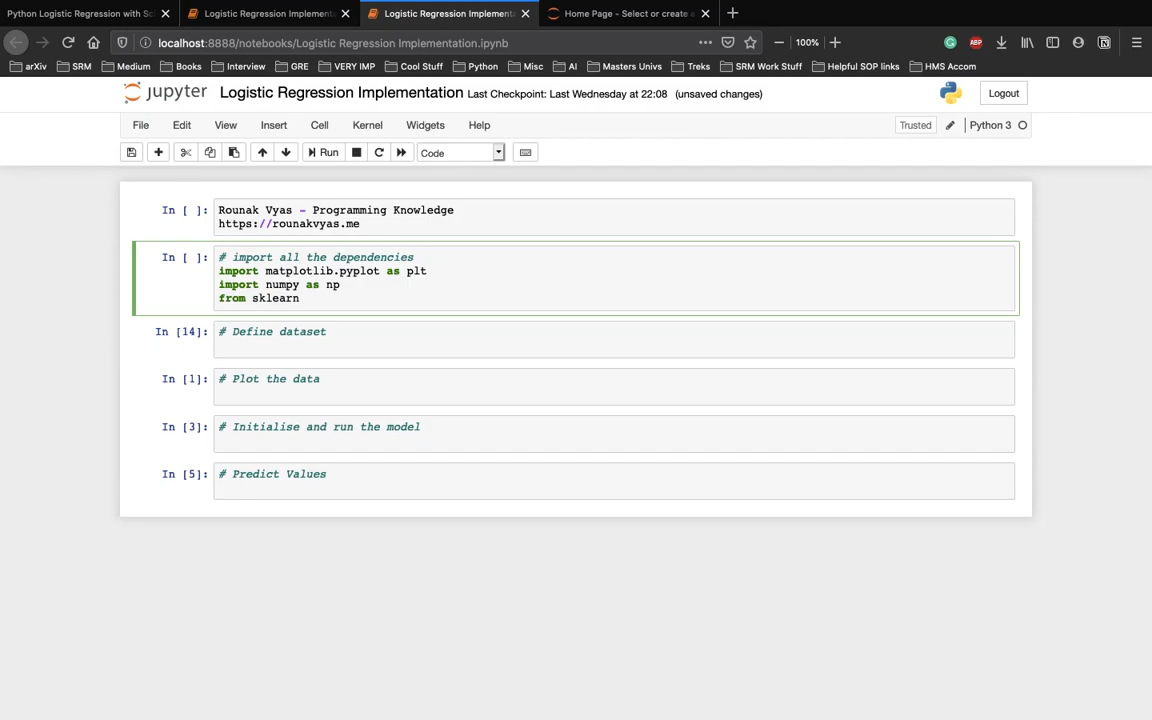 Python Logistic Regression with Sci
Logistic Regression Implementa
Logistic Regression Implementa
Home Page - Select or create a
localhost:8888/notebooks/Logistic Regression Implementation.ipynb
100%
ABP
arXiv SRM Medium Books Interview GRE VERY IMP Cool Stuff Python Misc AI Masters Univs Treks SRM Work Stuff Helpful SOP links HMS Accom
jupyter Logistic Regression Implementation Last Checkpoint: Last Wednesday at 22:08 (unsaved changes) Logout
File Edit View Insert Cell Kernel Widgets Help Trusted Python 3
Run Code
In [ ]: Rounak Vyas - Programming Knowledge
https://rounakvyas.me
In [ ]: # import all the dependencies
import matplotlib.pyplot as plt
import numpy as np
from sklearn
In [14]: # Define dataset
In [1]: # Plot the data
In [3]: # Initialise and run the model
In [5]: # Predict Values